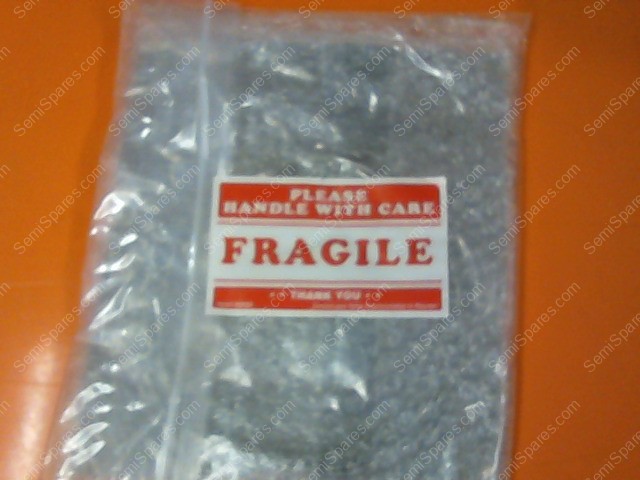 PLEASE
HANDLE WITH CARE
FRAGILE
THANK YOU
SemiSpares.com